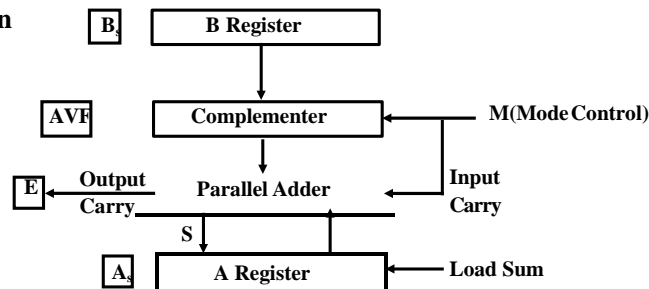 n
Bs
B Register
AVF
Complementer
M(Mode Control)
E
Output
Carry
Parallel Adder
Input
Carry
S
As
A Register
Load Sum